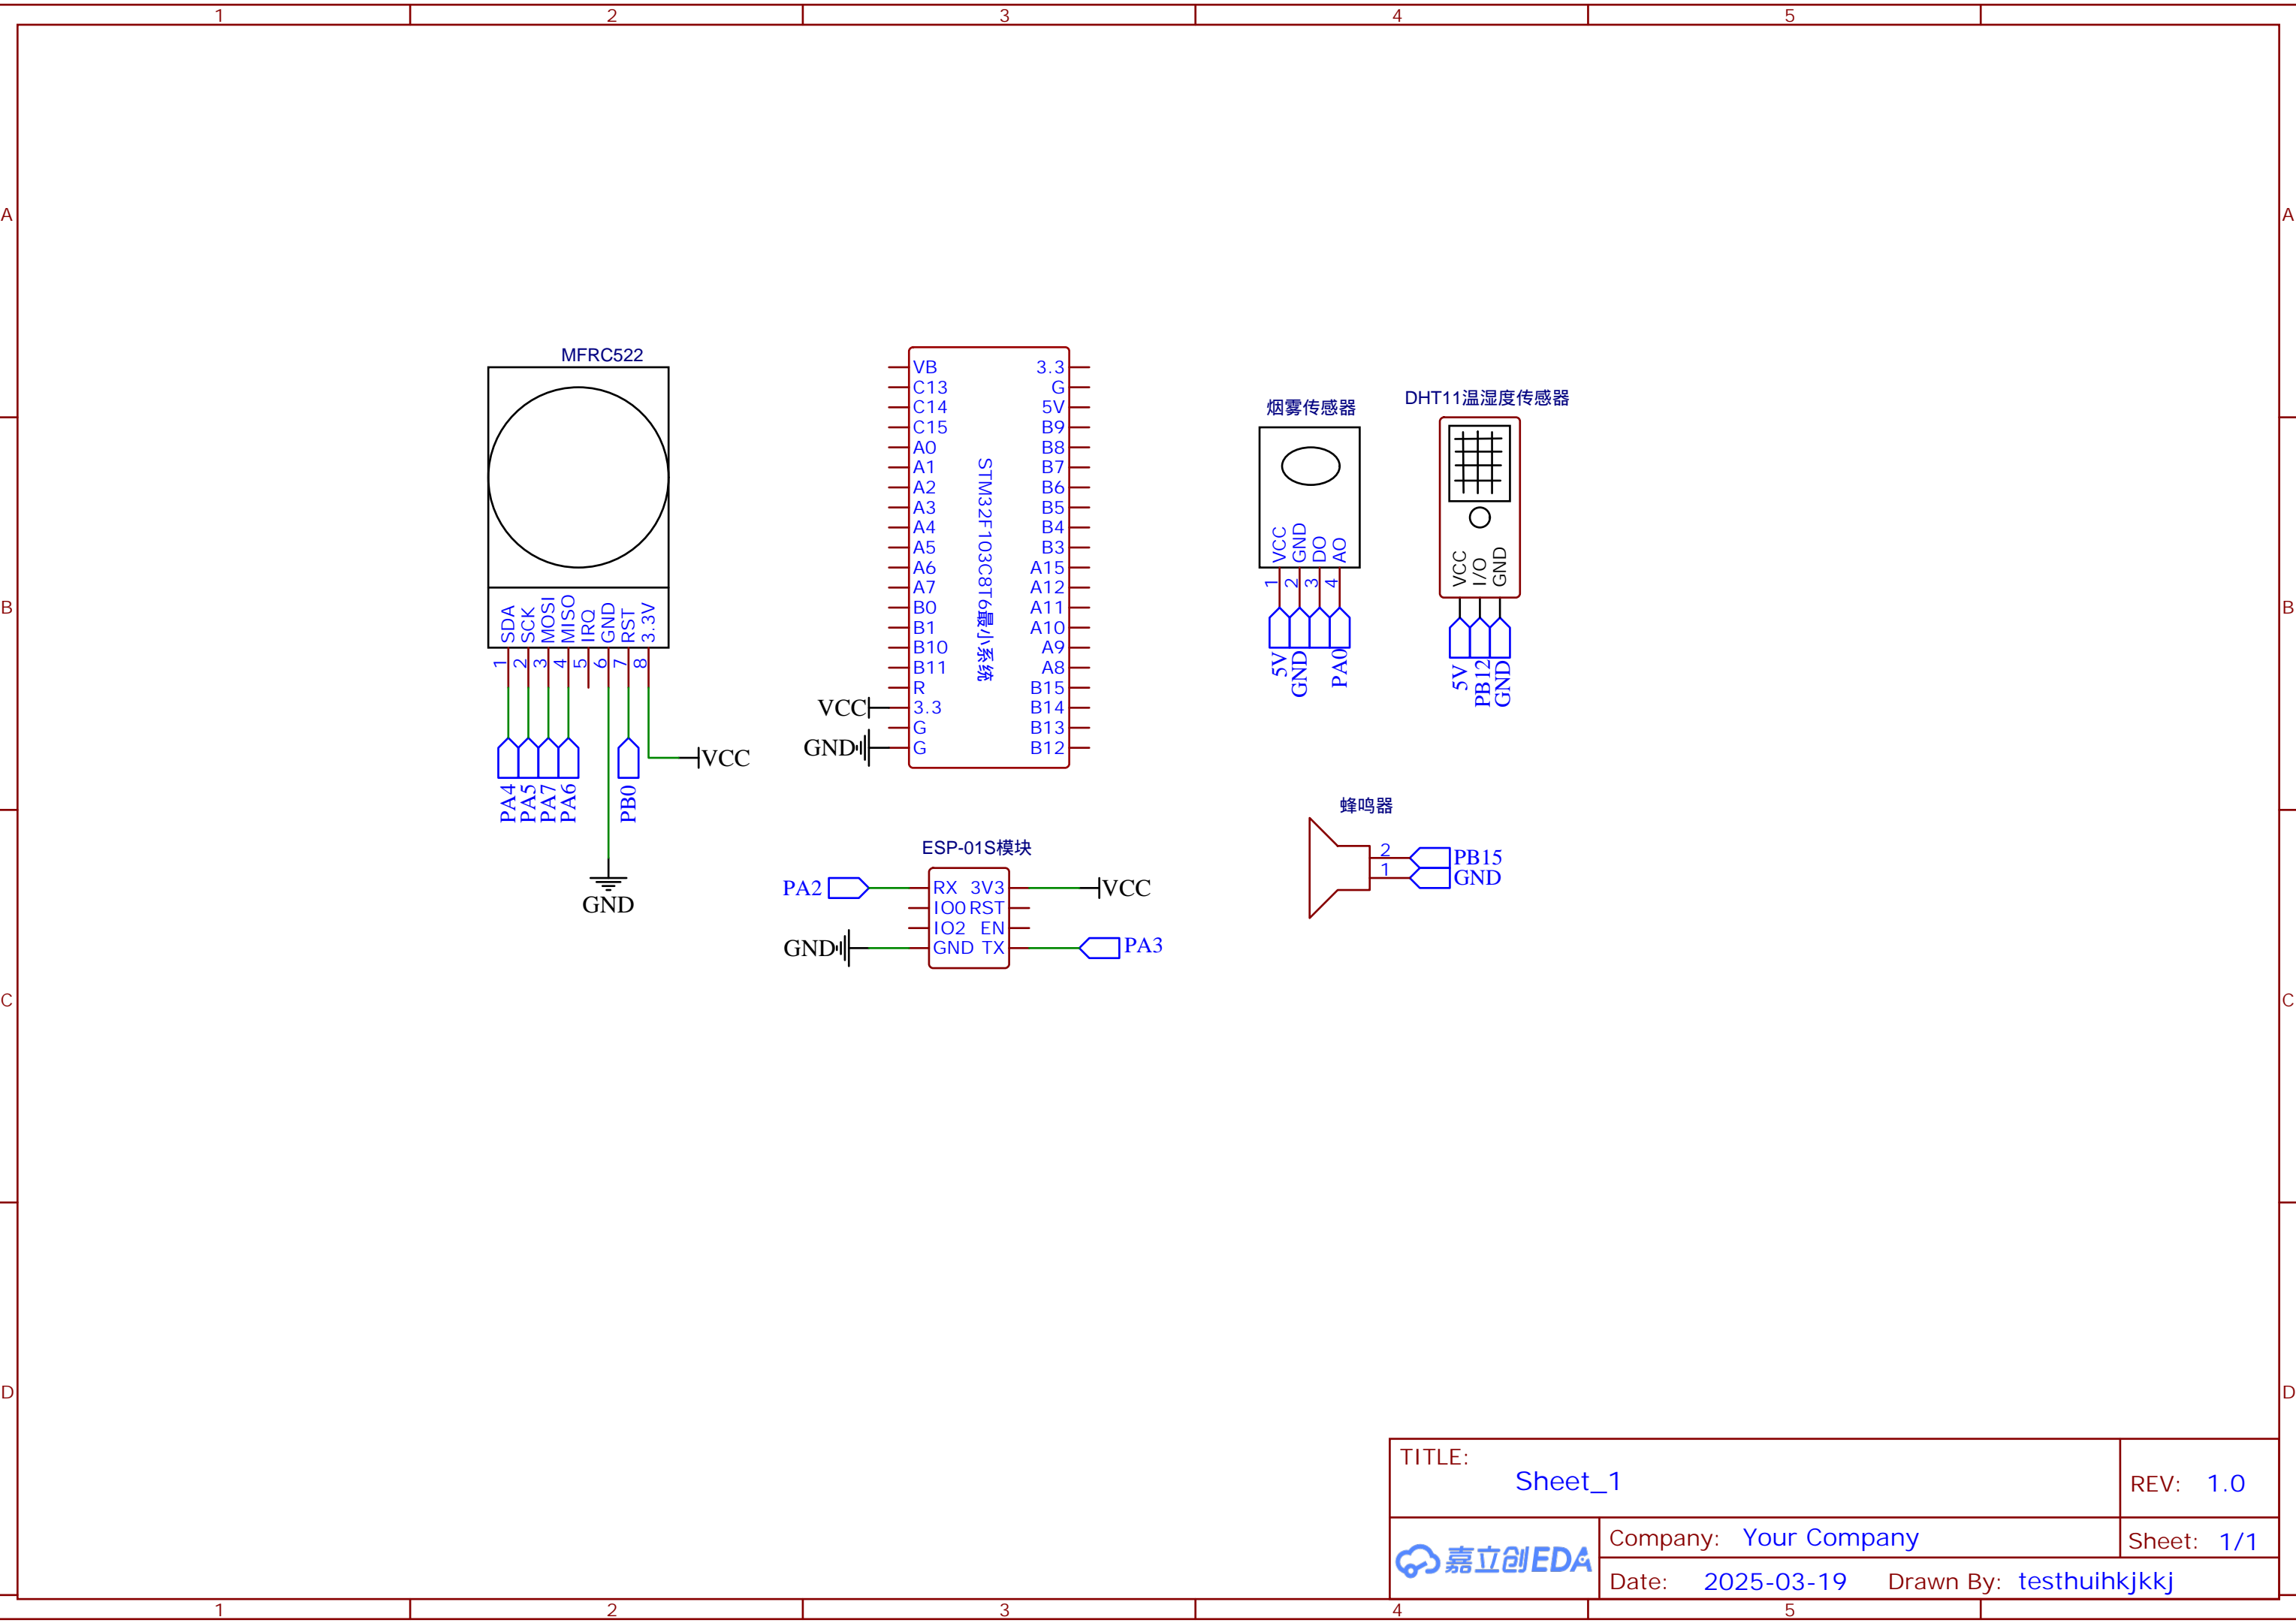 1 2 3 4 5
A A
B B
C C
D D
MFRC522
SDA
SCK
MOSI
MISO
IRQ
GND
RST
3.3V
1 2 3 4 5 6 7 8
PA4
PA5
PA7
PA6
PB0
VCC
GND
VB 3.3
C13 G
C14 5V
C15 B9
A0 B8
A1 B7
A2 B6
A3 B5
A4 B4
A5 B3
A6 A15
A7 A12
B0 A11
B1 A10
B10 A9
B11 A8
R B15
3.3 B14
G B13
G B12
STM32F103C8T6最小系统
VCC
GND
烟雾传感器
VCC
GND
DO
AO
1 2 3 4
5V
GND
PA0
DHT11温湿度传感器
VCC
I/O
GND
5V
PB12
GND
蜂鸣器
2 PB15
1 GND
ESP-01S模块
PA2 RX 3V3 VCC
IO0 RST
IO2 EN
GND GND TX PA3
TITLE:
Sheet_1
REV: 1.0
嘉立创EDA
Company: Your Company
Sheet: 1/1
Date: 2025-03-19 Drawn By: testhuihkjkkj
1 2 3 4 5